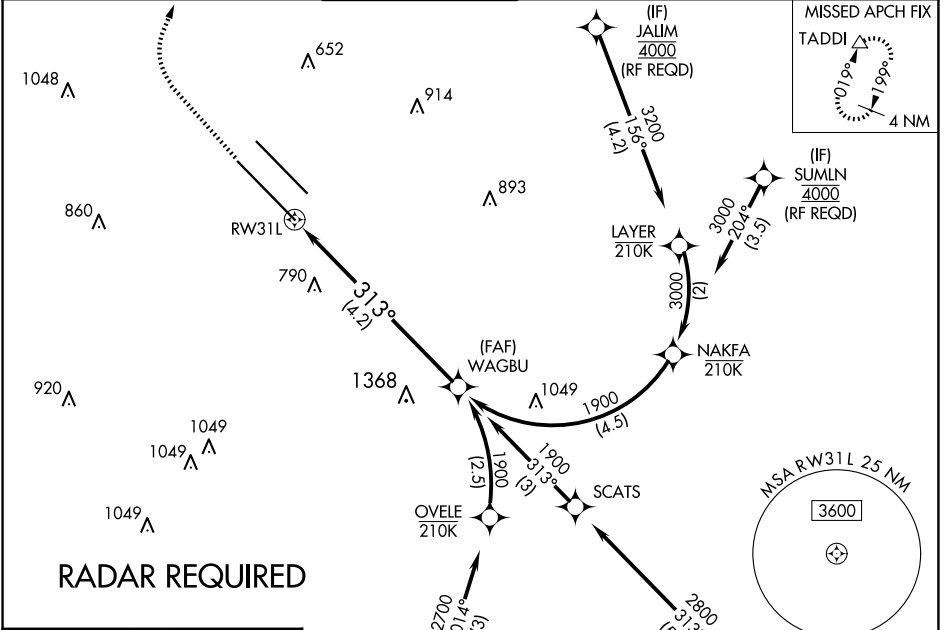 652
1048
914
(IF)
JALIM
4000
(RF REQD)
MISSED APCH FIX
TADDI
019°
199°
4 NM
3200
156°
(4.2)
893
(IF)
SUMLN
4000
(RF REQD)
3000
204°
(3.5)
860
RW31L
LAYER
210K
790
313°
(4.2)
3000
(2)
(FAF)
WAGBU
NAKFA
210K
1368
1049
920
1900
(4.5)
1049
1049
1900
(2.5)
1900
313°
(3)
SCATS
MSA RW31L 25 NM
3600
OVELE
210K
1049
RADAR REQUIRED
2700
014°
2800